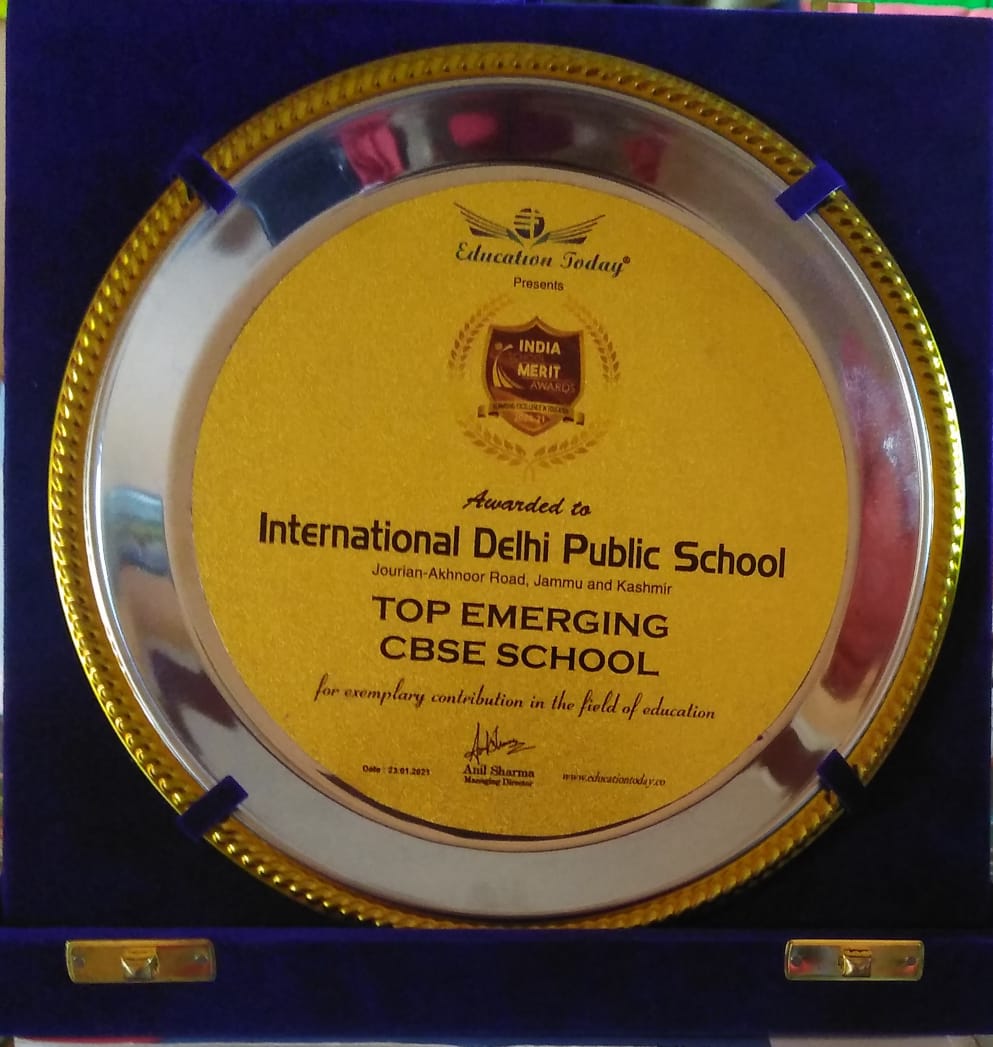 Education Today®
Presents
INDIA
MERIT
AWARDS
Awarded to
International Delhi Public School
Jourian-Akhnoor Road, Jammu and Kashmir
TOP EMERGING
CBSE SCHOOL
for exemplary contribution in the field of education
Date : 23.01.2021
Anil Sharma
Managing Director
www.educationtoday.co